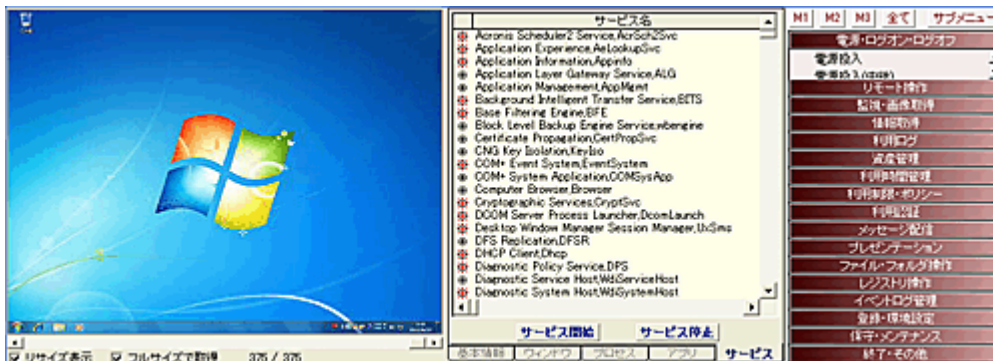 サービス名
Acronis Scheduler2 Service,AcrSch2Svc
Application Experience,AeLookupSvc
Application Information,Appinfo
Application Layer Gateway Service,ALG
Application Management,AppMgmt
Background Intelligent Transfer Service,BITS
Base Filtering Engine,BFE
Block Level Backup Engine Service,wbengine
Certificate Propagation,CertPropSvc
CNG Key Isolation,KeyIso
COM+ Event System,EventSystem
COM+ System Application,COMSysApp
Computer Browser,Browser
Cryptographic Services,CryptSvc
DCOM Server Process Launcher,DcomLaunch
Desktop Window Manager Session Manager,UxSms
DFS Replication,DFSR
DHCP Client,Dhcp
Diagnostic Policy Service,DPS
Diagnostic Service Host,WdiServiceHost
Diagnostic System Host,WdiSystemHost
サービス開始 サービス停止
基本情報 ウィンドウ プロセス アプリ サービス
リサイズ表示 フルサイズで取得 375 / 375
M1 M2 M3 全て サブメニュー
電源・ログオン・ログオフ
電源投入
リモート操作
監視・画像取得
情報取得
利用ログ
資産管理
利用時間管理
利用制限・ポリシー
利用認証
メッセージ配信
プレゼンテーション
ファイル・フォルダ操作
レジストリ操作
イベントログ管理
登録・環境設定
保守・メンテナンス
終了・その他